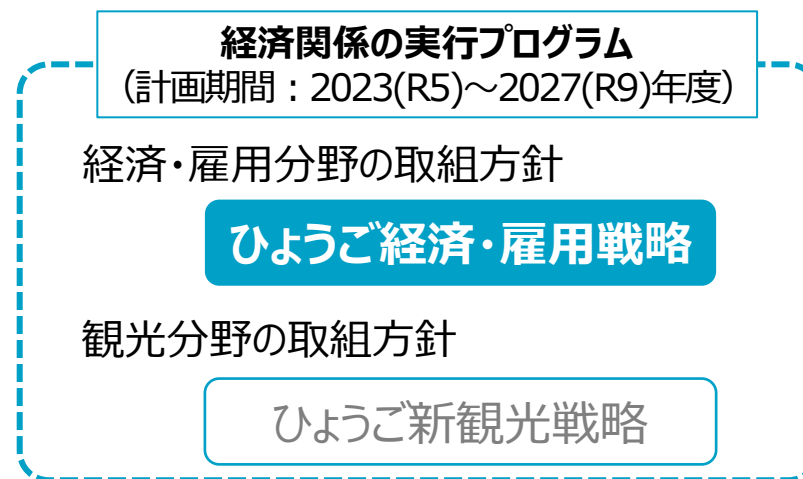 経済関係の実行プログラム
（計画期間：2023(R5)～2027(R9)年度）
経済・雇用分野の取組方針
ひょうご経済・雇用戦略
観光分野の取組方針
ひょうご新観光戦略